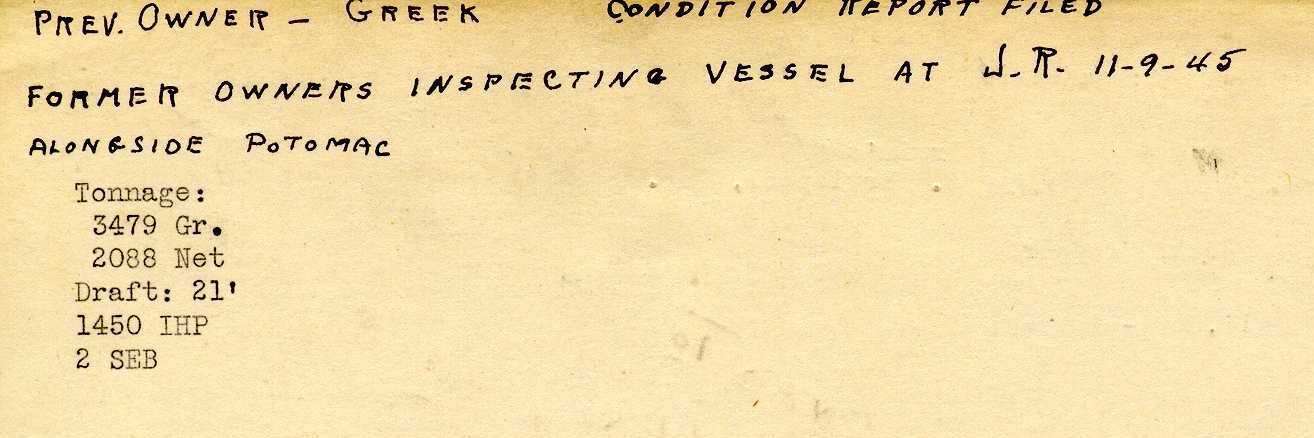 PREV. OWNER - GREEK CONDITION REPORT FILED
FORMER OWNERS INSPECTING VESSEL AT J.R. 11-9-45
ALONGSIDE POTOMAC
Tonnage:
3479 Gr.
2088 Net
Draft: 21'
1450 IHP
2 SEB